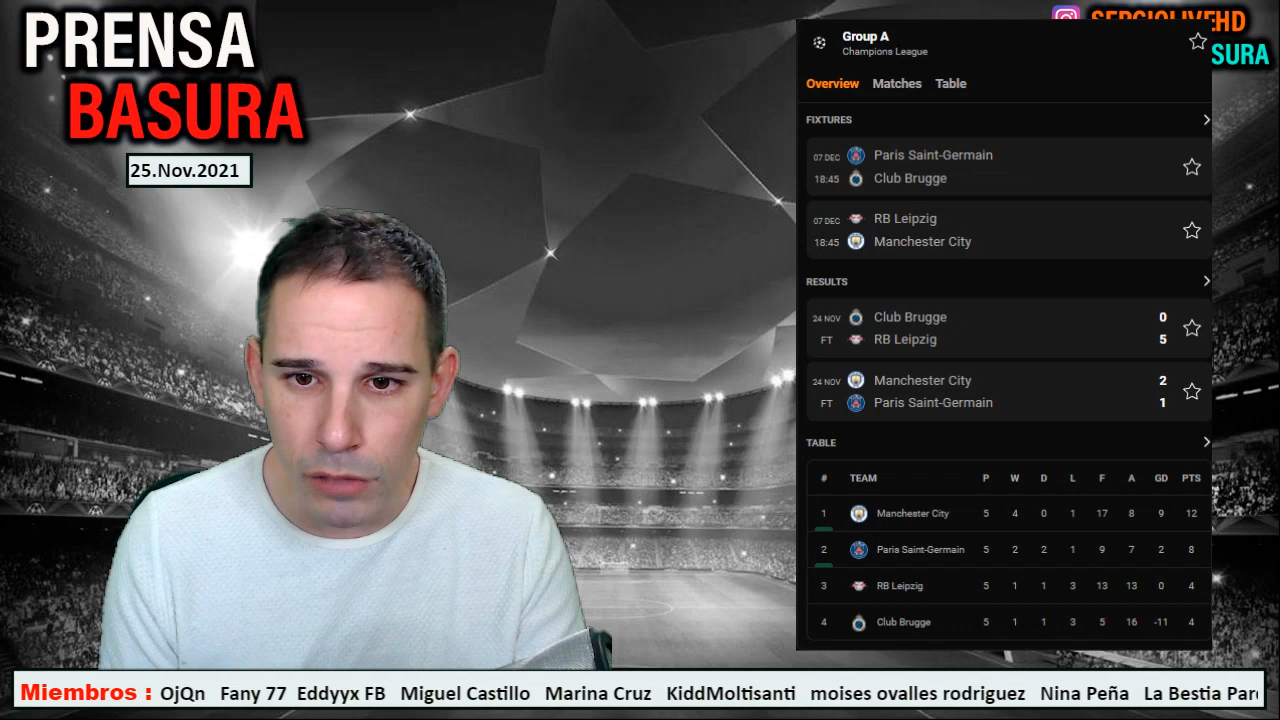 PRENSA
BASURA
25.Nov.2021
SERGIOLIVEHD
SURA
Group A
Champions League
Overview Matches Table
FIXTURES
07 DEC Paris Saint-Germain
18:45 Club Brugge
07 DEC RB Leipzig
18:45 Manchester City
RESULTS
24 NOV Club Brugge 0
FT RB Leipzig 5
24 NOV Manchester City 2
FT Paris Saint-Germain 1
TABLE
# TEAM P W D L F A GD PTS
1 Manchester City 5 4 0 1 17 8 9 12
2 Paris Saint-Germain 5 2 2 1 9 7 2 8
3 RB Leipzig 5 1 1 3 13 13 0 4
4 Club Brugge 5 1 1 3 5 16 -11 4
Miembros : OjQn Fany 77 Eddyyx FB Miguel Castillo Marina Cruz KiddMoltisanti moises ovalles rodriguez Nina Peña La Bestia Par